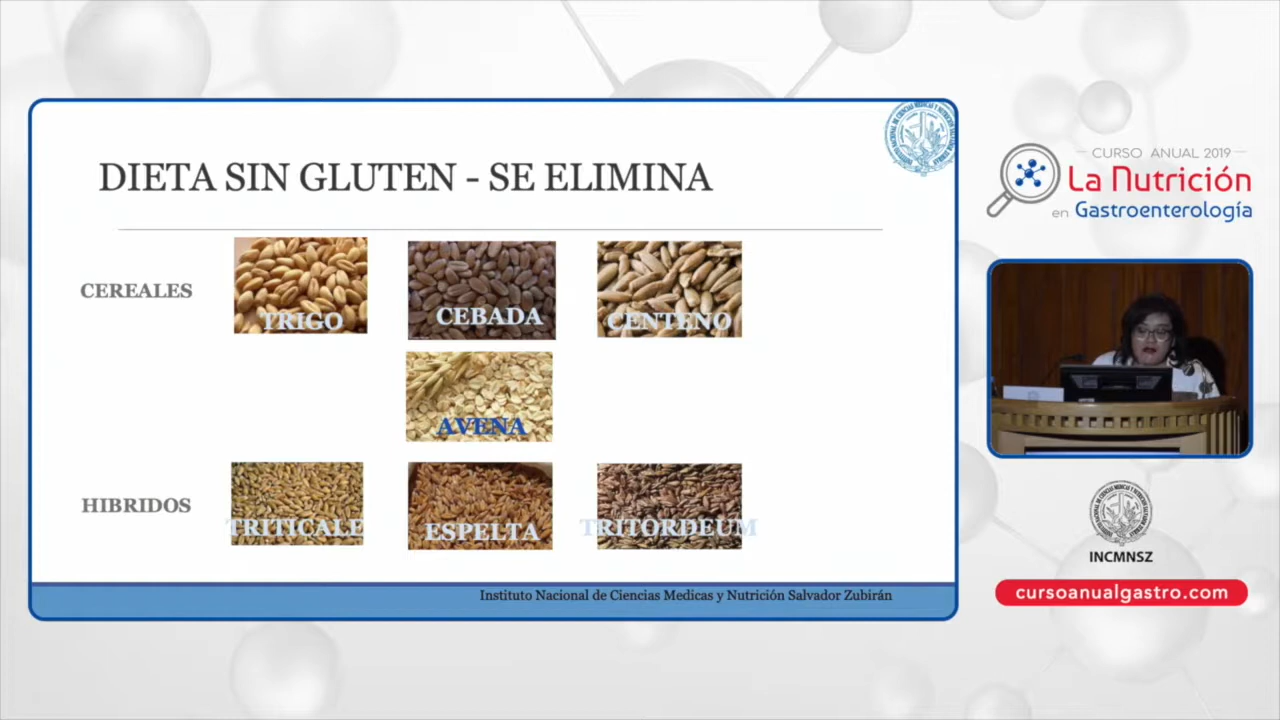 DIETA SIN GLUTEN - SE ELIMINA
CEREALES
TRIGO
CEBADA
CENTENO
AVENA
HIBRIDOS
TRITICALE
ESPELTA
TRITORDEUM
Instituto Nacional de Ciencias Medicas y Nutrición Salvador Zubirán
CURSO ANUAL 2019
La Nutrición
en Gastroenterología
INCMNSZ
cursoanualgastro.com